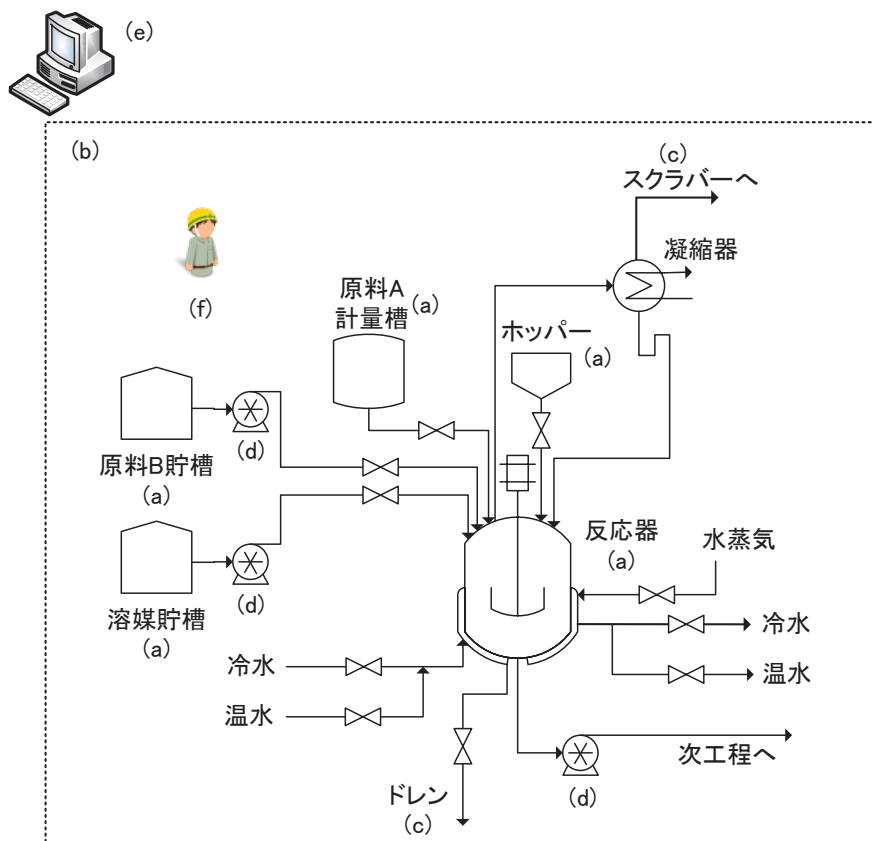 (e)
(b)
(c)
スクラバーへ
凝縮器
(f)
原料A
計量槽
(a)
ホッパー
(a)
原料B貯槽
(a)
(d)
溶媒貯槽
(a)
(d)
反応器
(a)
水蒸気
冷水
温水
冷水
温水
次工程へ
(d)
ドレン
(c)